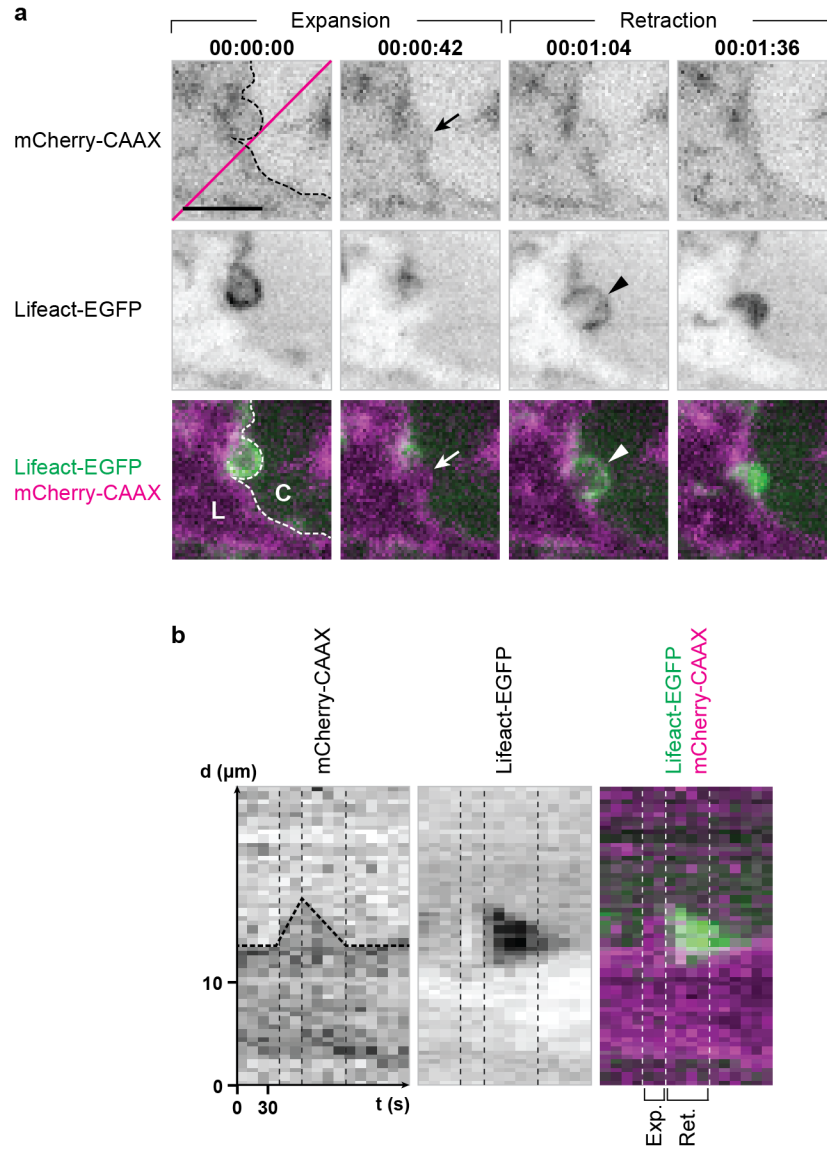 a
Expansion Retraction
00:00:00 00:00:42 00:01:04 00:01:36
mCherry-CAAX
Lifeact-EGFP
Lifeact-EGFP
mCherry-CAAX
L
C
b
mCherry-CAAX
Lifeact-EGFP
Lifeact-EGFP
mCherry-CAAX
d (µm)
10
0
0 30 t (s)
Exp.
Ret.